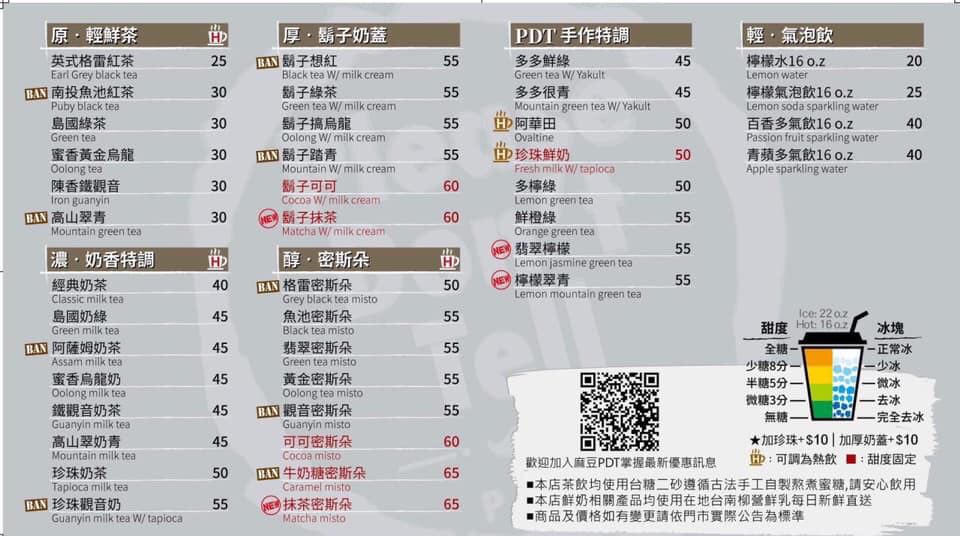 原・輕鮮茶 H
英式格雷紅茶 25
Earl Grey black tea
BAN 南投魚池紅茶 30
Puby black tea
島國綠茶 30
Green tea
蜜香黃金烏龍 30
Oolong tea
陳香鐵觀音 30
Iron guanyin
BAN 高山翠青 30
Mountain green tea
濃・奶香特調 H
經典奶茶 40
Classic milk tea
島國奶綠 45
Green milk tea
BAN 阿薩姆奶茶 45
Assam milk tea
蜜香烏龍奶 45
Oolong milk tea
鐵觀音奶茶 45
Guanyin milk tea
高山翠奶青 45
Mountain milk tea
珍珠奶茶 50
Tapioca milk tea
BAN 珍珠觀音奶 55
Guanyin milk tea W/ tapioca
厚・鬍子奶蓋
BAN 鬍子想紅 55
Black tea W/ milk cream
鬍子綠茶 55
Green tea W/ milk cream
鬍子搞烏龍 55
Oolong W/ milk cream
BAN 鬍子踏青 55
Mountain W/ milk cream
鬍子可可 60
Cocoa W/ milk cream
NEW 鬍子抹茶 60
Matcha W/ milk cream
醇・密斯朵 H
BAN 格雷密斯朵 50
Grey black tea misto
魚池密斯朵 55
Black tea misto
翡翠密斯朵 55
Green tea misto
黃金密斯朵 55
Oolong tea misto
BAN 觀音密斯朵 55
Guanyin misto
可可密斯朵 60
Cocoa misto
BAN 牛奶糖密斯朵 65
Caramel misto
NEW 抹茶密斯朵 65
Matcha misto
PDT 手作特調
多多鮮綠 45
Green tea W/ Yakult
多多很青 45
Mountain green tea W/ Yakult
H 阿華田 50
Ovaltine
H 珍珠鮮奶 50
Fresh milk W/ tapioca
多檸綠 50
Lemon green tea
鮮橙綠 55
Orange green tea
NEW 翡翠檸檬 55
Lemon jasmine green tea
NEW 檸檬翠青 55
Lemon mountain green tea
輕・氣泡飲
檸檬水16 o.z 20
Lemon water
檸檬氣泡飲16 o.z 25
Lemon soda sparkling water
百香多氣飲16 o.z 40
Passion fruit sparkling water
青蘋多氣飲16 o.z 40
Apple sparkling water
Ice: 22 o.z
Hot: 16 o.z
甜度 冰塊
全糖 正常冰
少糖8分 少冰
半糖5分 微冰
微糖3分 去冰
無糖 完全去冰
★加珍珠+$10 | 加厚奶蓋+$10
H:可調為熱飲 ■:甜度固定
歡迎加入麻豆PDT掌握最新優惠訊息
■本店茶飲均使用台糖二砂遵循古法手工自製熬煮蜜糖,請安心飲用
■本店鮮奶相關產品均使用在地台南柳營鮮乳每日新鮮直送
■商品及價格如有變更請依門市實際公告為標準